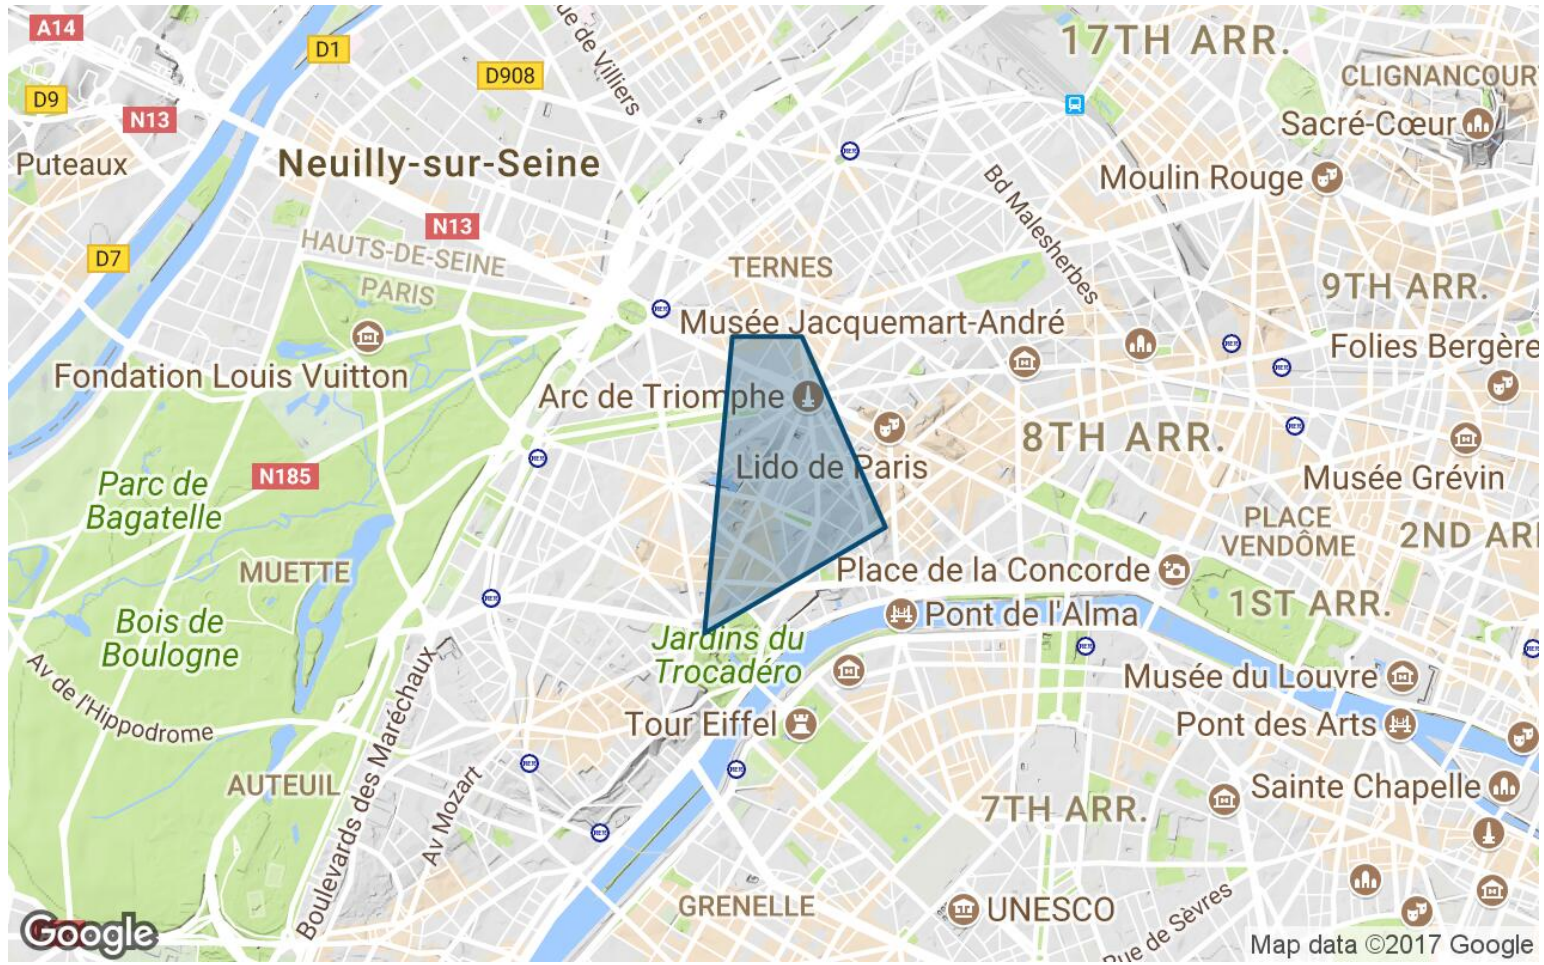 A14
D1
Rue de Villiers
17TH ARR.
D908
CLIGNANCOUR
D9
N13
Sacré-Cœur
Puteaux
Neuilly-sur-Seine
Moulin Rouge
Bd Malesherbes
N13
HAUTS-DE-SEINE
D7
TERNES
PARIS
9TH ARR.
Musée Jacquemart-André
Folies Bergère
Fondation Louis Vuitton
Arc de Triomphe
8TH ARR.
Lido de Paris
N185
Musée Grévin
Parc de
Bagatelle
PLACE
VENDÔME
2ND AR
MUETTE
Place de la Concorde
1ST ARR.
Pont de l'Alma
Bois de
Boulogne
Jardins du
Trocadéro
Av de l'Hippodrome
Musée du Louvre
Tour Eiffel
Pont des Arts
Boulevards des Maréchaux
AUTEUIL
Av Mozart
Sainte Chapelle
7TH ARR.
GRENELLE
UNESCO
Rue de Sèvres
Google
Map data ©2017 Google